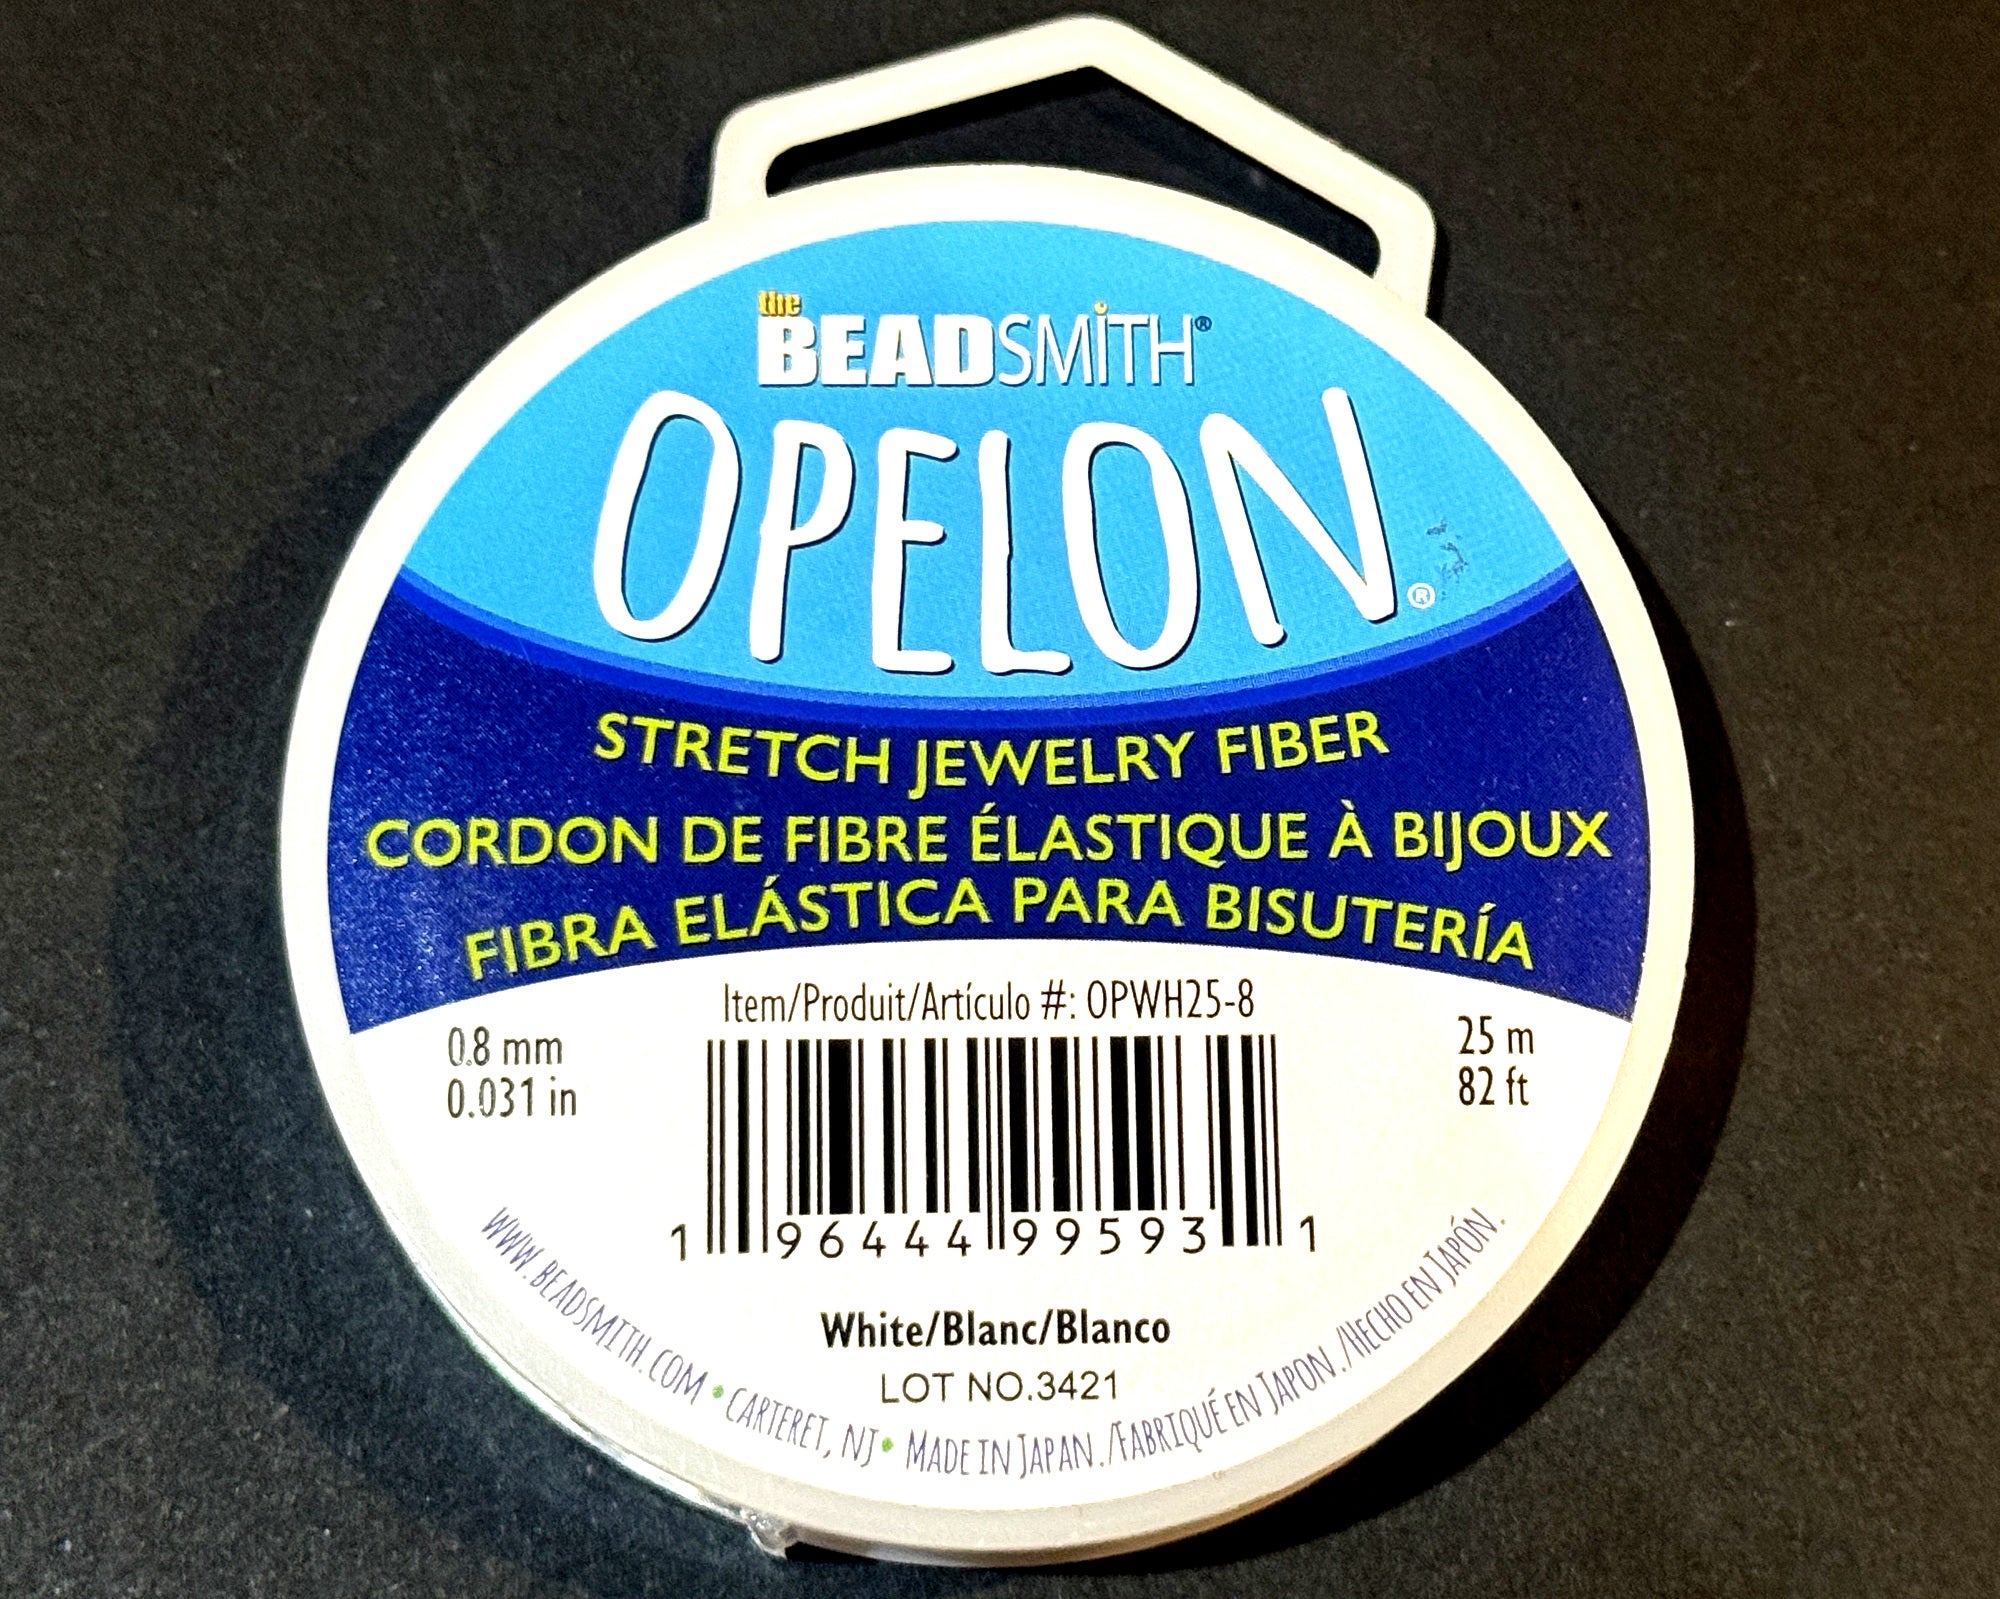 the
BEADSMITH®
OPELON®
STRETCH JEWELRY FIBER
CORDON DE FIBRE ÉLASTIQUE À BIJOUX
FIBRA ELÁSTICA PARA BISUTERÍA
Item/Produit/Artículo #: OPWH25-8
0.8 mm
0.031 in
25 m
82 ft
1 96444 99593 1
White/Blanc/Blanco
LOT NO.3421
WWW.BEADSMITH.COM • CARTERET, NJ • MADE IN JAPAN./FABRIQUÉ EN JAPON./HECHO EN JAPÓN.